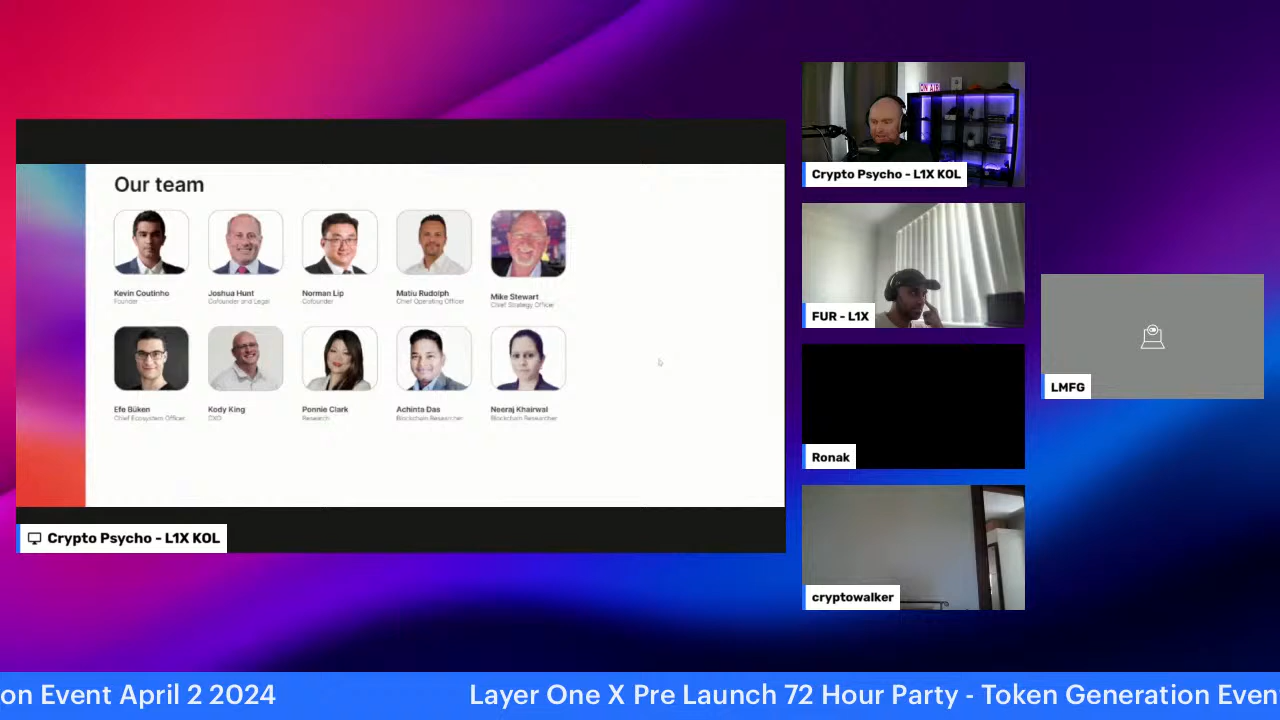 Our team
Kevin Coutinho
Founder
Joshua Hunt
Cofounder and Legal
Norman Lip
Cofounder
Matiu Rudolph
Chief Operating Officer
Mike Stewart
Chief Strategy Officer
Efe Büken
Chief Ecosystem Officer
Kody King
CXO
Ponnie Clark
Research
Achinta Das
Blockchain Researcher
Neeraj Khairwal
Blockchain Researcher
Crypto Psycho - L1X KOL
ON AIR
Crypto Psycho - L1X KOL
FUR - L1X
Ronak
cryptowalker
LMFG
on Event April 2 2024 Layer One X Pre Launch 72 Hour Party - Token Generation Even